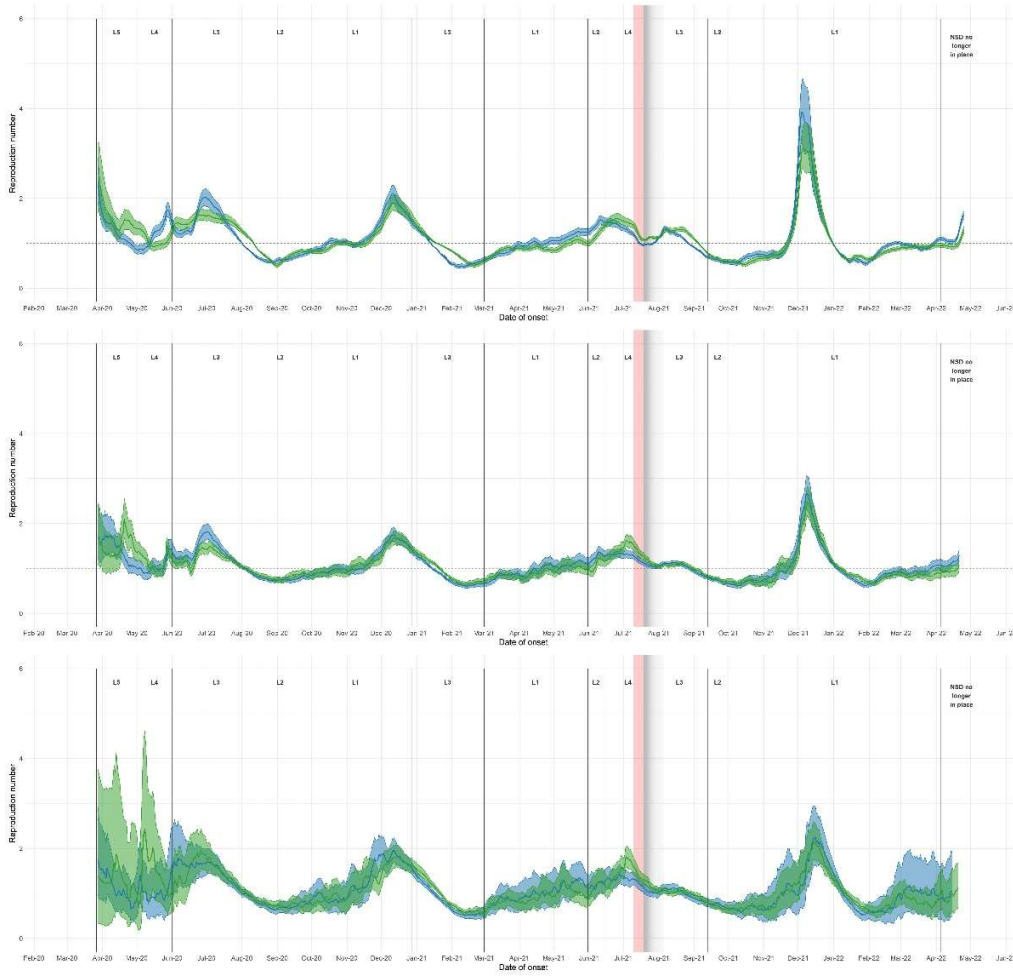 6
L5 L4 L3 L2 L1 L3 L1 L2 L4 L3 L2 L1
NSD no
longer
in place
4
Reproduction number
2
1
0
Feb-20 Mar-20 Apr-20 May-20 Jun-20 Jul-20 Aug-20 Sep-20 Oct-20 Nov-20 Dec-20 Jan-21 Feb-21 Mar-21 Apr-21 May-21 Jun-21 Jul-21 Aug-21 Sep-21 Oct-21 Nov-21 Dec-21 Jan-22 Feb-22 Mar-22 Apr-22 May-22
Date of onset
6
L5 L4 L3 L2 L1 L3 L1 L2 L4 L3 L2 L1
NSD no
longer
in place
4
Reproduction number
2
1
0
Feb-20 Mar-20 Apr-20 May-20 Jun-20 Jul-20 Aug-20 Sep-20 Oct-20 Nov-20 Dec-20 Jan-21 Feb-21 Mar-21 Apr-21 May-21 Jun-21 Jul-21 Aug-21 Sep-21 Oct-21 Nov-21 Dec-21 Jan-22 Feb-22 Mar-22 Apr-22 May-22
Date of onset
6
L5 L4 L3 L2 L1 L3 L1 L2 L4 L3 L2 L1
NSD no
longer
in place
4
Reproduction number
2
1
0
Feb-20 Mar-20 Apr-20 May-20 Jun-20 Jul-20 Aug-20 Sep-20 Oct-20 Nov-20 Dec-20 Jan-21 Feb-21 Mar-21 Apr-21 May-21 Jun-21 Jul-21 Aug-21 Sep-21 Oct-21 Nov-21 Dec-21 Jan-22 Feb-22 Mar-22 Apr-22 May-22
Date of onset